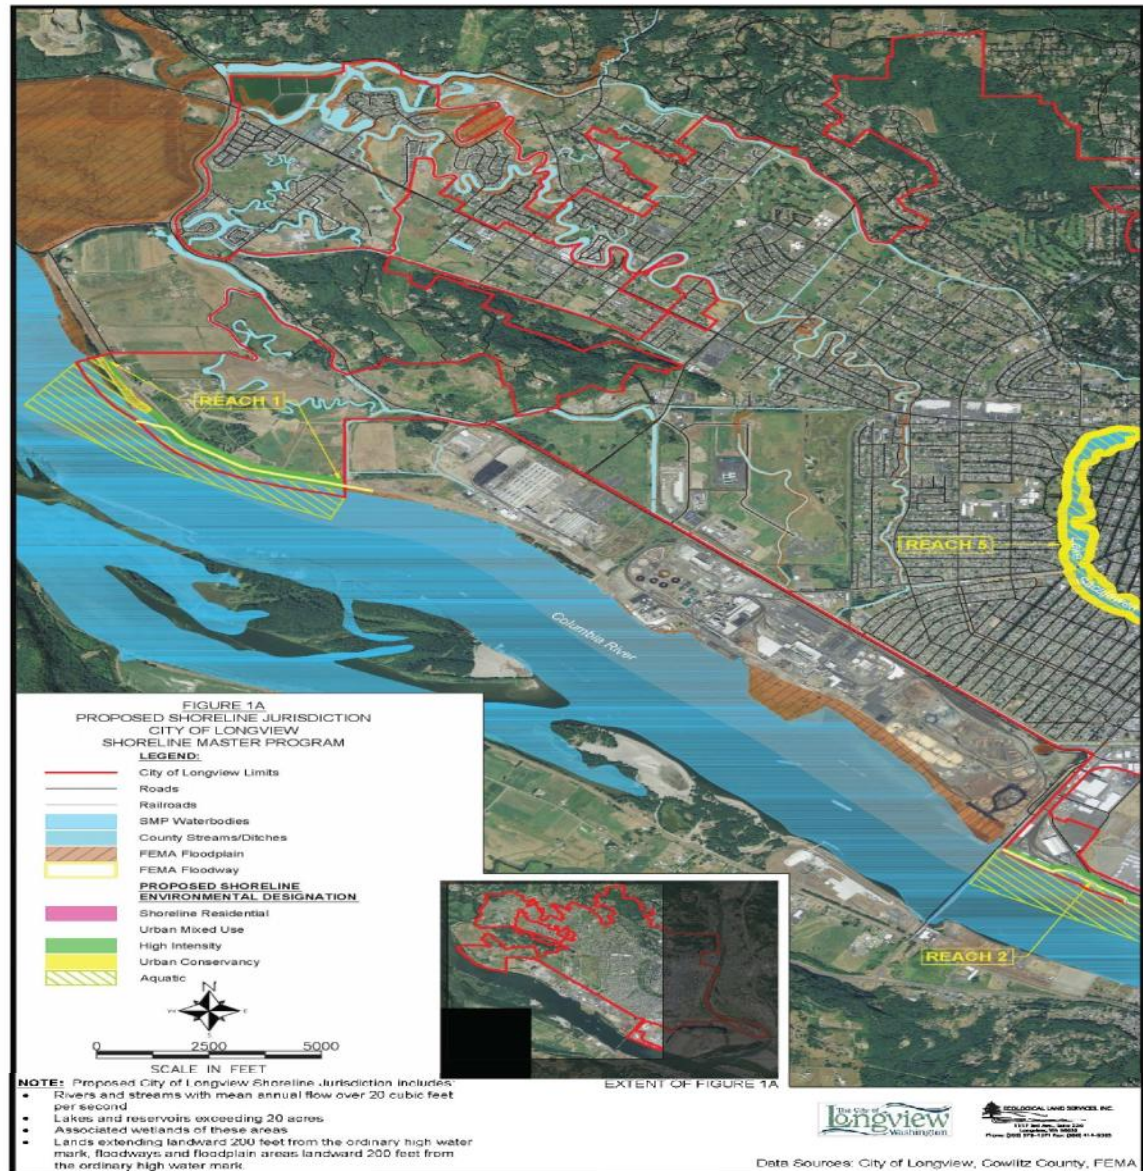 REACH 1
REACH 5
Lake
Columbia River
REACH 2
FIGURE 1A
PROPOSED SHORELINE JURISDICTION
CITY OF LONGVIEW
SHORELINE MASTER PROGRAM
LEGEND:
City of Longview Limits
Roads
Railroads
SMP Waterbodies
County Streams/Ditches
FEMA Floodplain
FEMA Floodway
PROPOSED SHORELINE
ENVIRONMENTAL DESIGNATION
Shoreline Residential
Urban Mixed Use
High Intensity
Urban Conservancy
Aquatic
N
W E
S
0 2500 5000
SCALE IN FEET
EXTENT OF FIGURE 1A
NOTE: Proposed City of Longview Shoreline Jurisdiction includes:
• Rivers and streams with mean annual flow over 20 cubic feet
per second
• Lakes and reservoirs exceeding 20 acres
• Associated wetlands of these areas
• Lands extending landward 200 feet from the ordinary high water
mark, floodways and floodplain areas landward 200 feet from
the ordinary high water mark.
The City of
Longview
Washington
ECOLOGICAL LAND SERVICES, INC.
Data Sources: City of Longview, Cowlitz County, FEMA